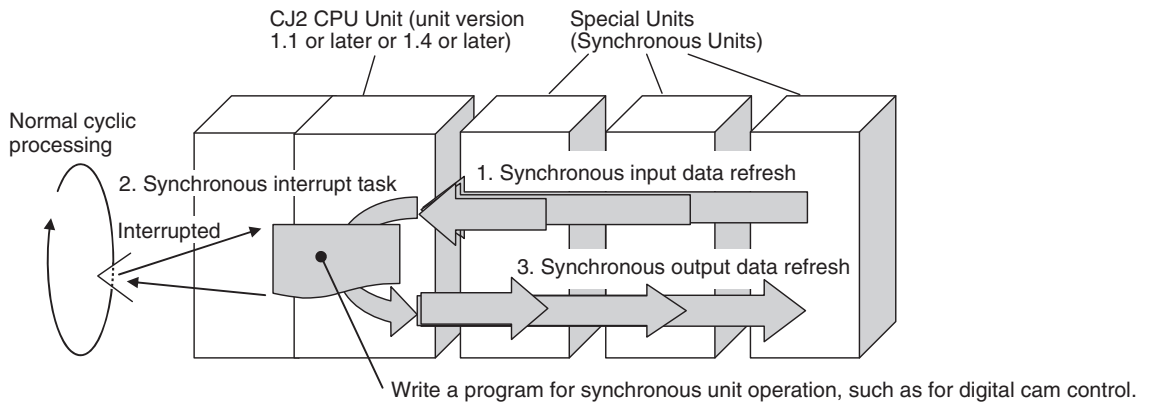 CJ2 CPU Unit (unit version
1.1 or later or 1.4 or later)
Special Units
(Synchronous Units)
Normal cyclic
processing
2. Synchronous interrupt task
1. Synchronous input data refresh
Interrupted
3. Synchronous output data refresh
Write a program for synchronous unit operation, such as for digital cam control.